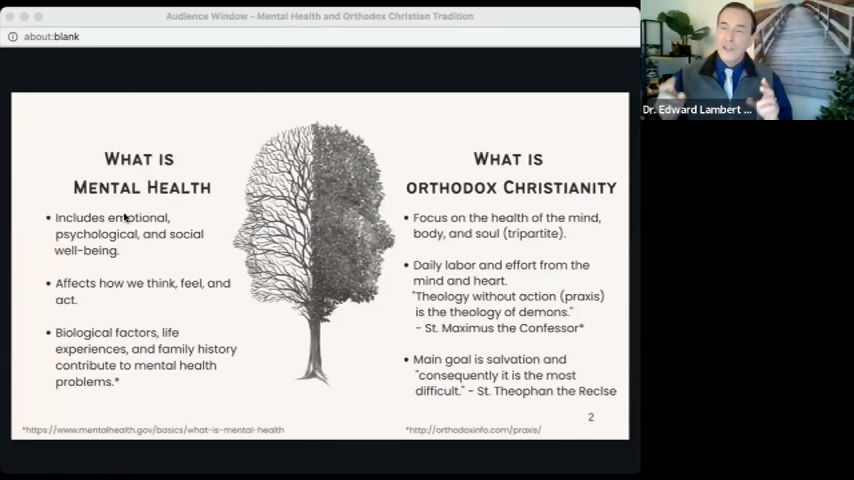 Audience Window - Mental Health and Orthodox Christian Tradition
about:blank
Dr. Edward Lambert ...
WHAT IS
MENTAL HEALTH
• Includes emotional,
psychological, and social
well-being.
• Affects how we think, feel, and
act.
• Biological factors, life
experiences, and family history
contribute to mental health
problems.*
*https://www.mentalhealth.gov/basics/what-is-mental-health
WHAT IS
ORTHODOX CHRISTIANITY
• Focus on the health of the mind,
body, and soul (tripartite).
• Daily labor and effort from the
mind and heart.
"Theology without action (praxis)
is the theology of demons."
- St. Maximus the Confessor*
• Main goal is salvation and
"consequently it is the most
difficult." - St. Theophan the Reclse
2
*http://orthodoxinfo.com/praxis/